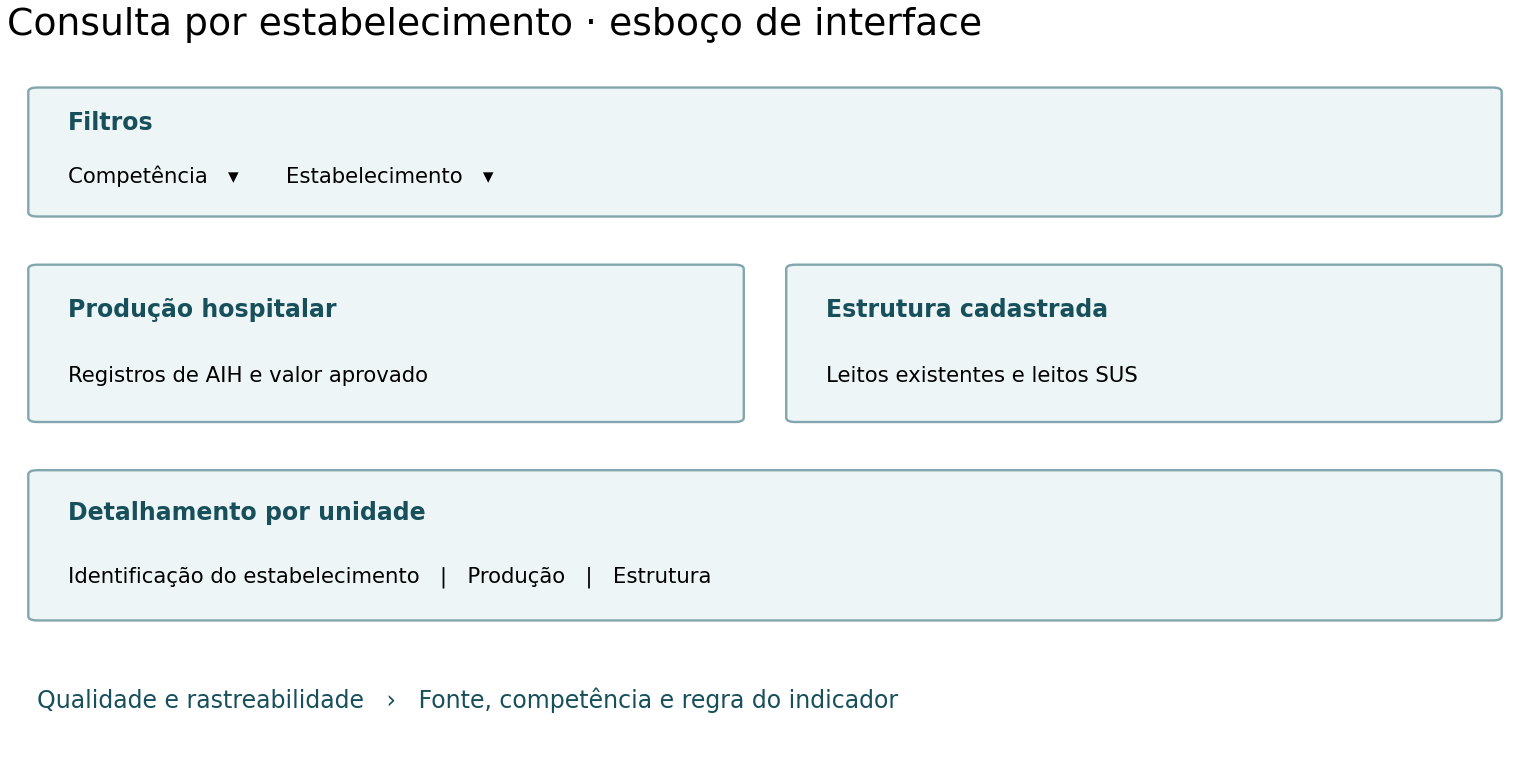 Consulta por estabelecimento · esboço de interface
Filtros
Competência ▾ Estabelecimento ▾
Produção hospitalar
Registros de AIH e valor aprovado
Estrutura cadastrada
Leitos existentes e leitos SUS
Detalhamento por unidade
Identificação do estabelecimento | Produção | Estrutura
Qualidade e rastreabilidade › Fonte, competência e regra do indicador